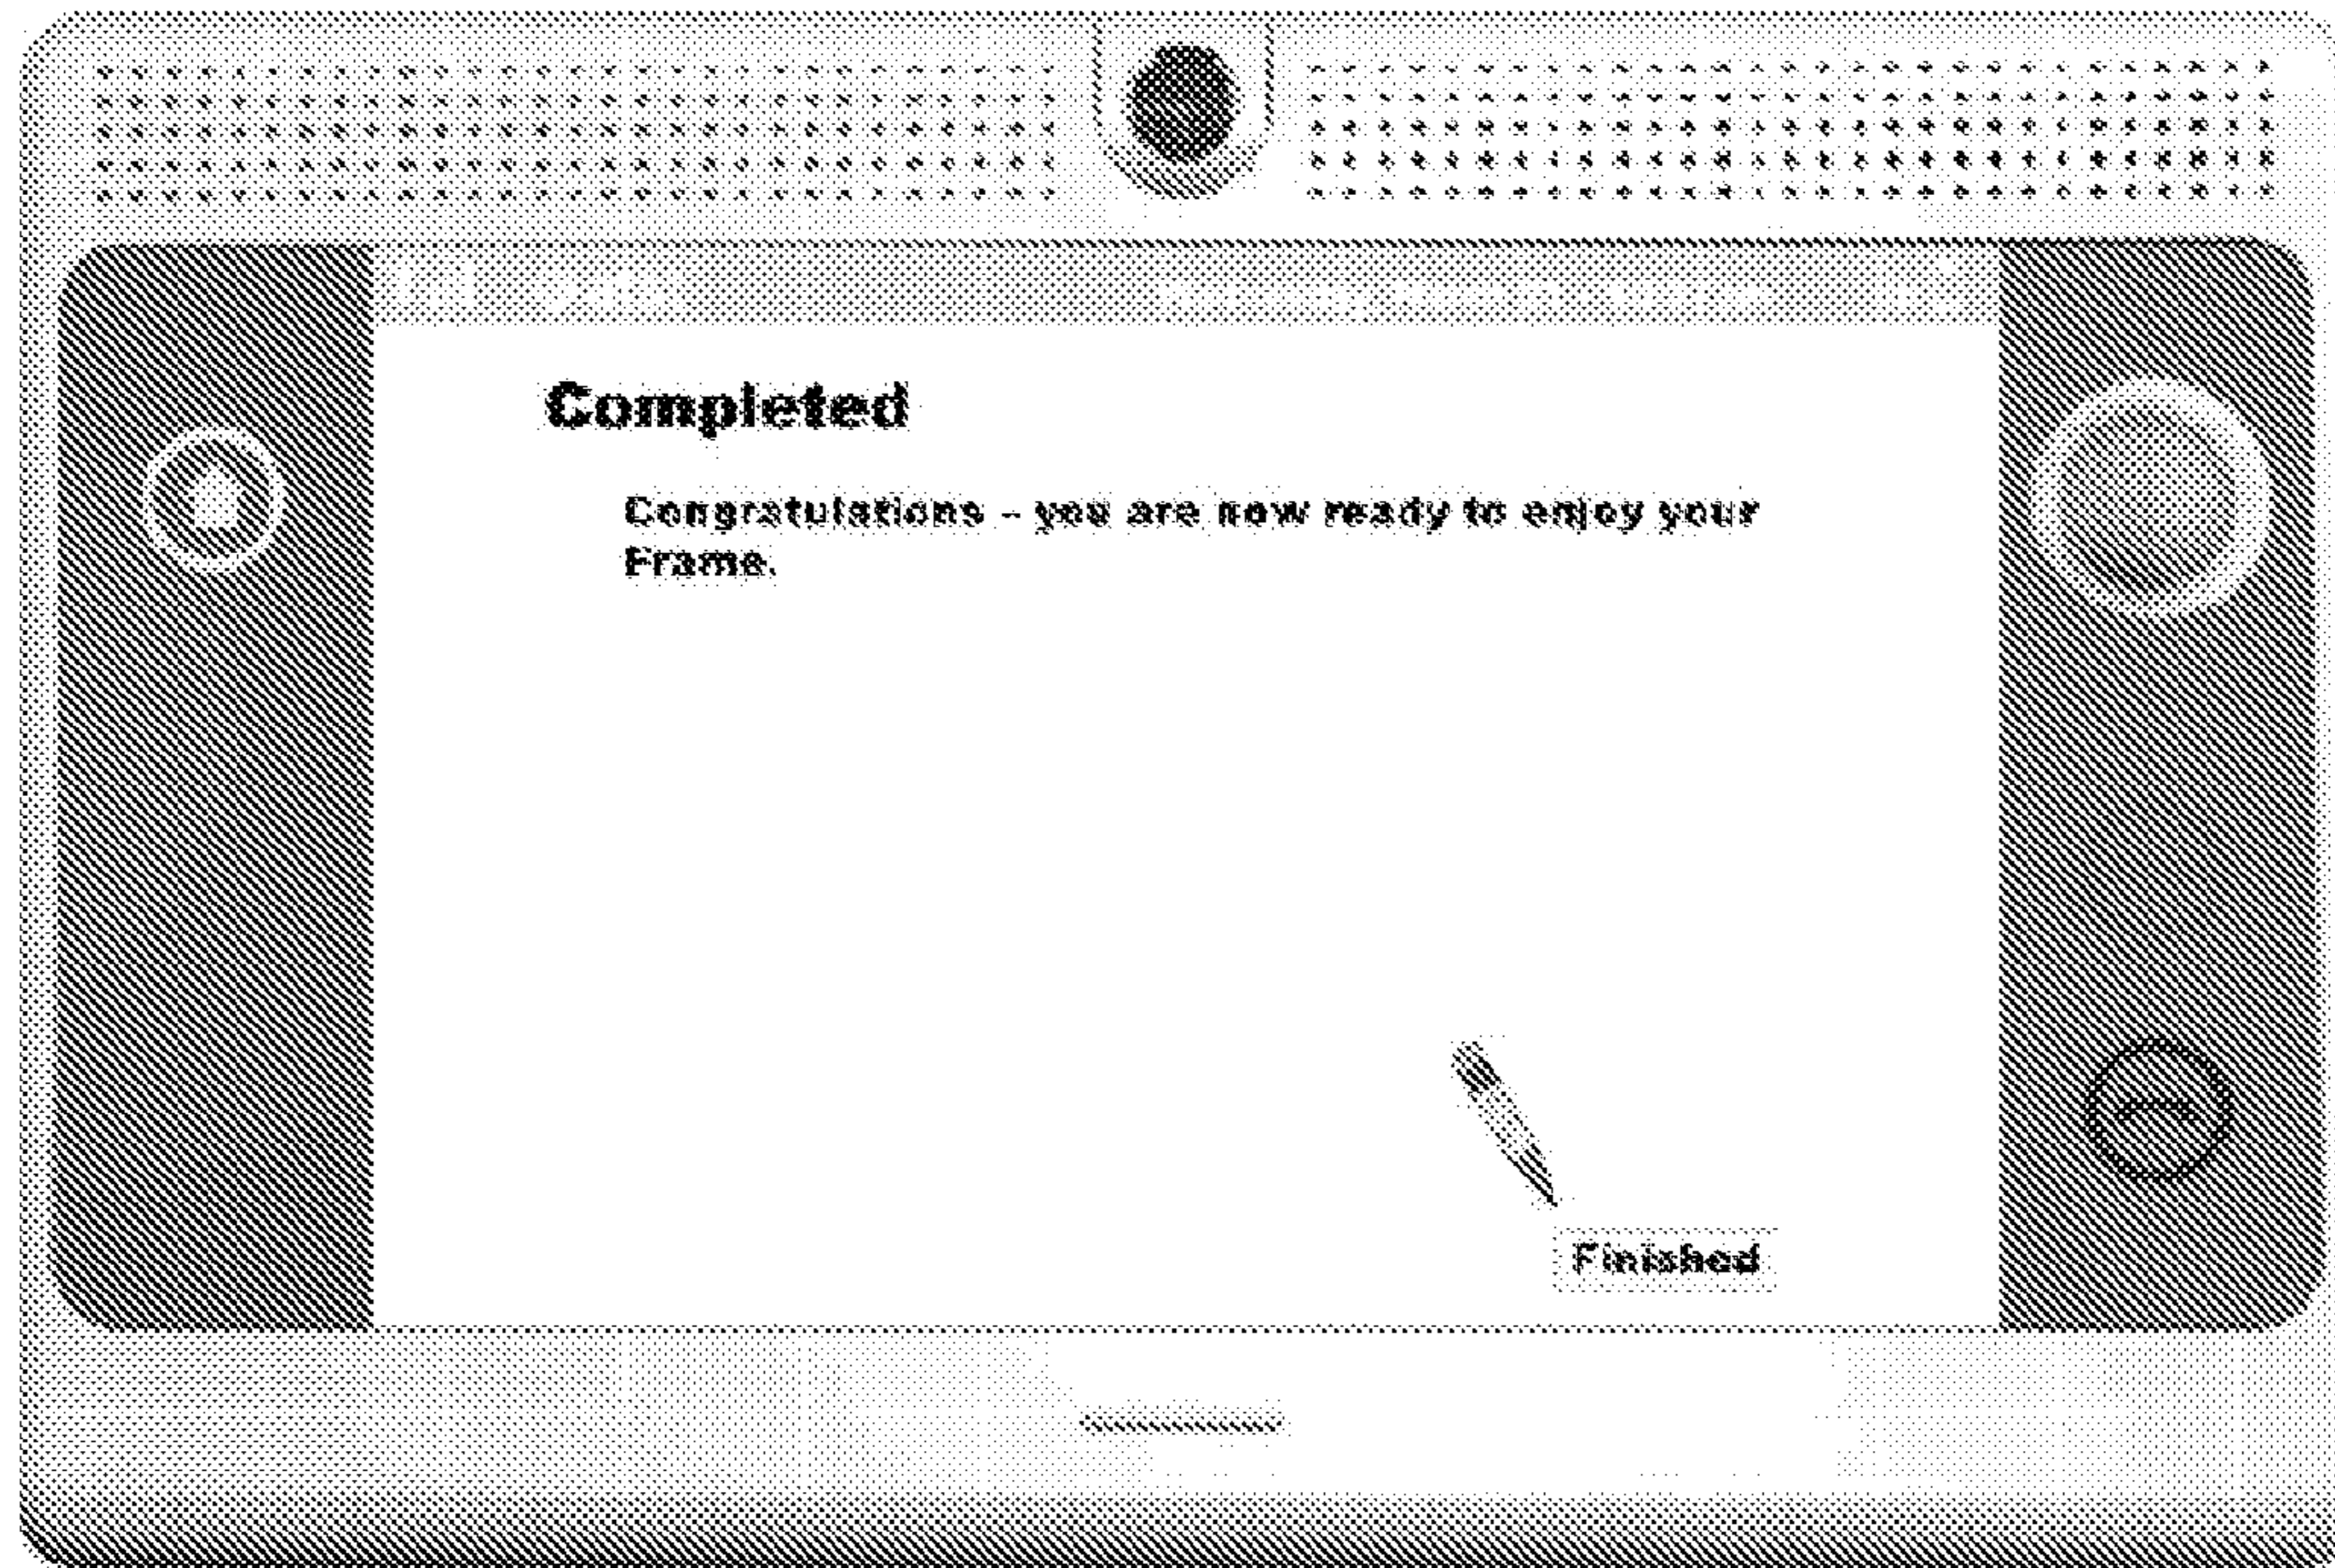 Completed
Congratulations – you are now ready to enjoy your
Frame.
Finished